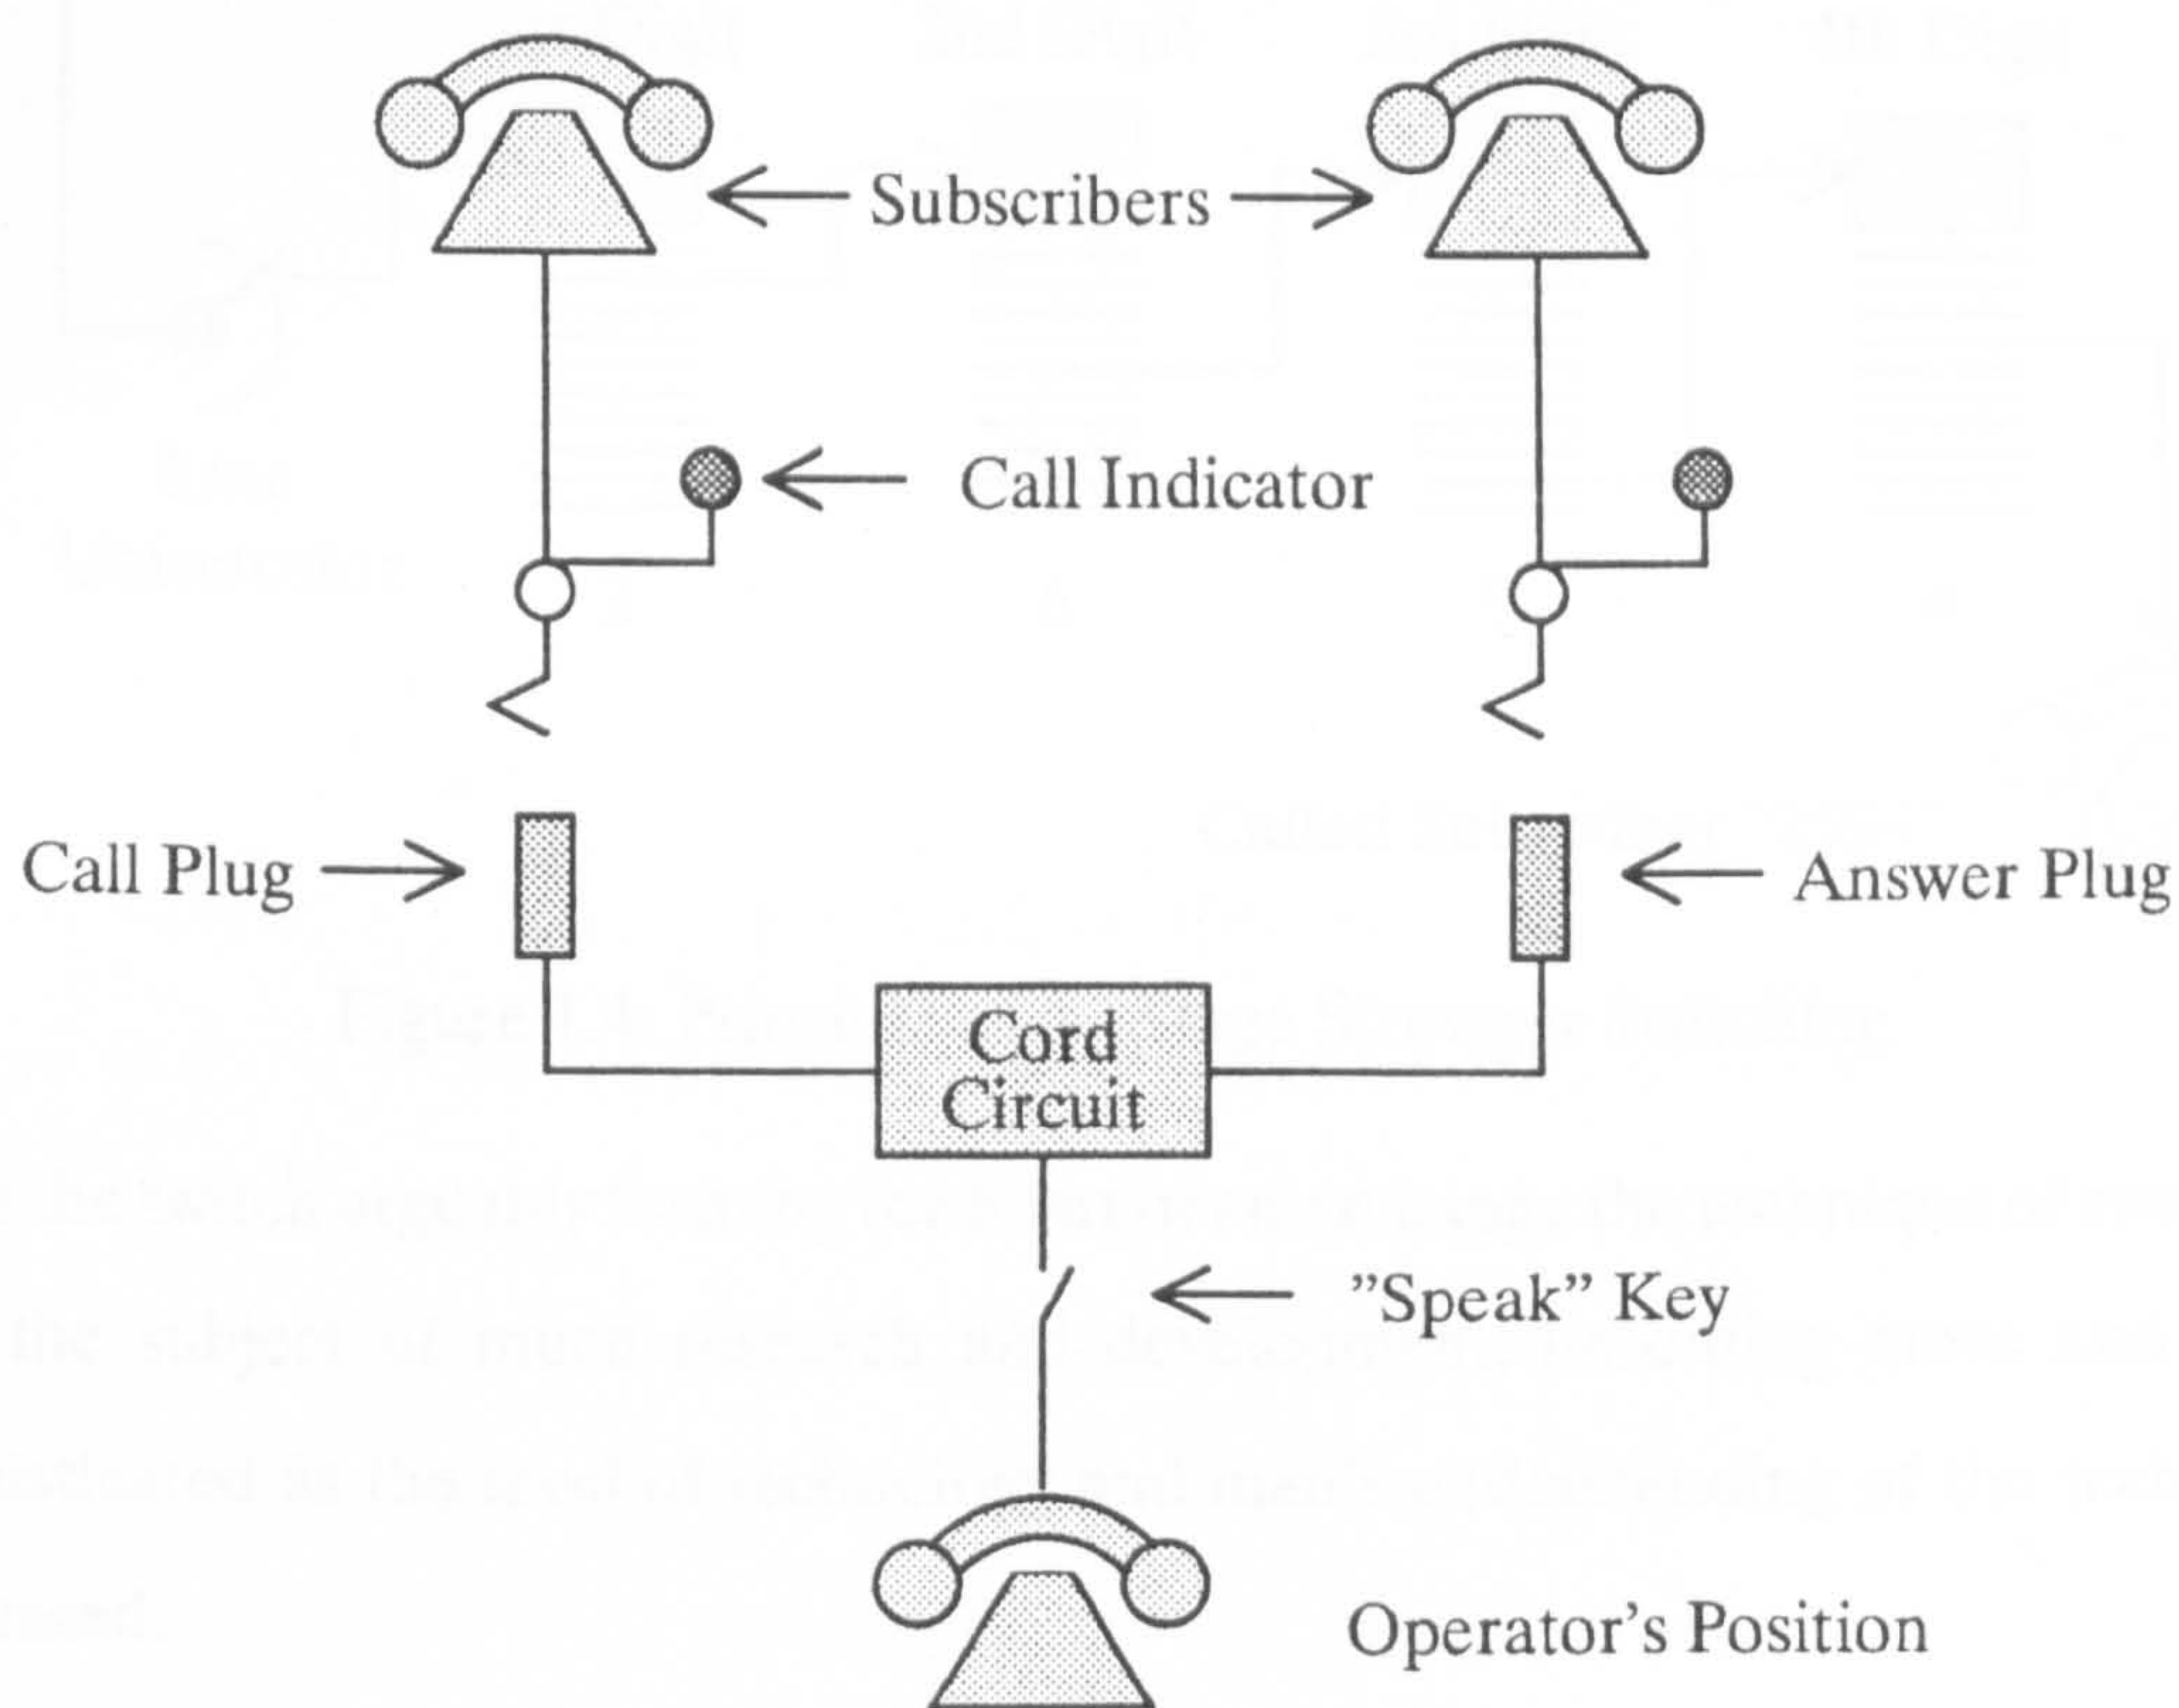 Subscribers
Call Indicator
Call Plug
Answer Plug
Cord
Circuit
”Speak” Key
Operator's Position